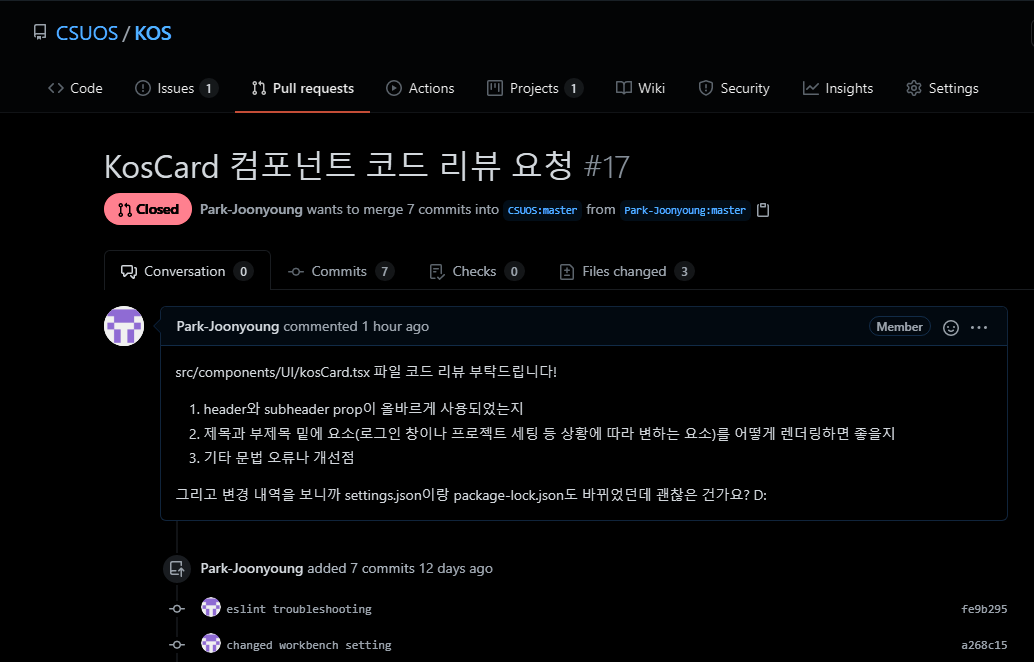 CSUOS / KOS
Code Issues 1 Pull requests Actions Projects 1 Wiki Security Insights Settings
KosCard 컴포넌트 코드 리뷰 요청 #17
Closed Park-Joonyoung wants to merge 7 commits into CSUOS:master from Park-Joonyoung:master
Conversation 0 Commits 7 Checks 0 Files changed 3
Park-Joonyoung commented 1 hour ago Member
src/components/UI/kosCard.tsx 파일 코드 리뷰 부탁드립니다!
1. header와 subheader prop이 올바르게 사용되었는지
2. 제목과 부제목 밑에 요소(로그인 창이나 프로젝트 세팅 등 상황에 따라 변하는 요소)를 어떻게 렌더링하면 좋을지
3. 기타 문법 오류나 개선점
그리고 변경 내역을 보니까 settings.json이랑 package-lock.json도 바뀌었던데 괜찮은 건가요? D:
Park-Joonyoung added 7 commits 12 days ago
eslint troubleshooting fe9b295
changed workbench setting a268c15